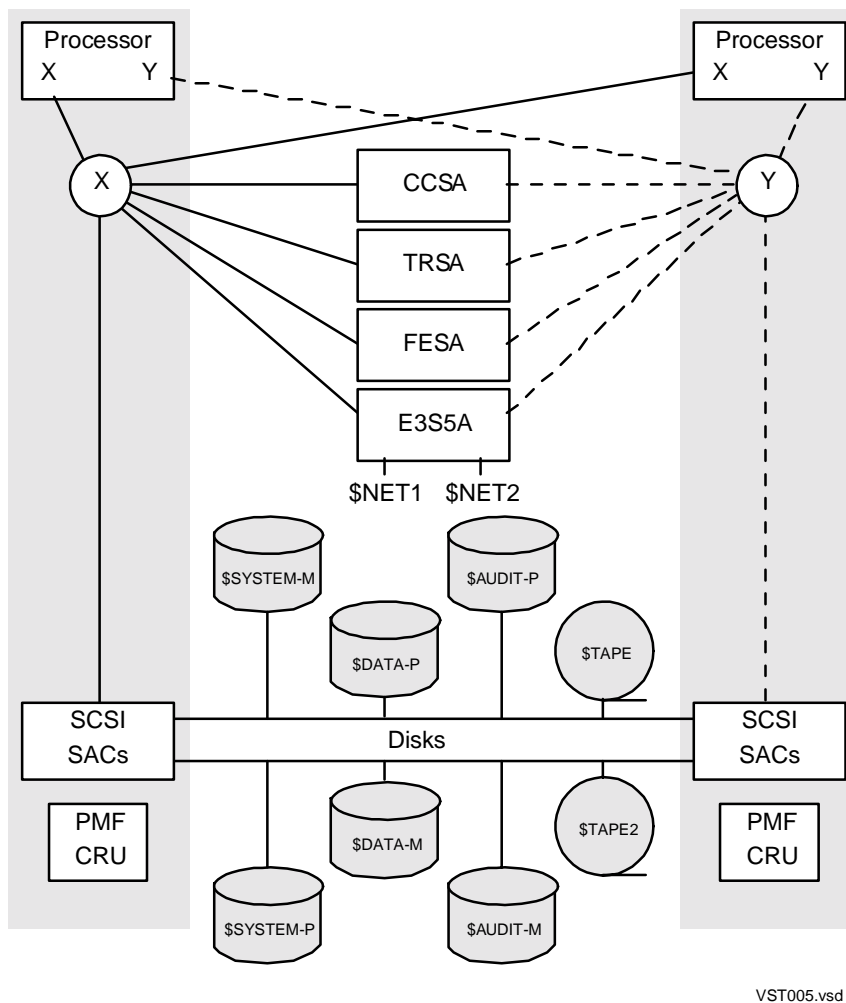 Processor
X Y
Processor
X Y
X
Y
CCSA
TRSA
FESA
E3S5A
$NET1 $NET2
$SYSTEM-M
$AUDIT-P
$DATA-P
$TAPE
SCSI
SACs
Disks
SCSI
SACs
PMF
CRU
$DATA-M
$TAPE2
PMF
CRU
$SYSTEM-P
$AUDIT-M
VST005.vsd